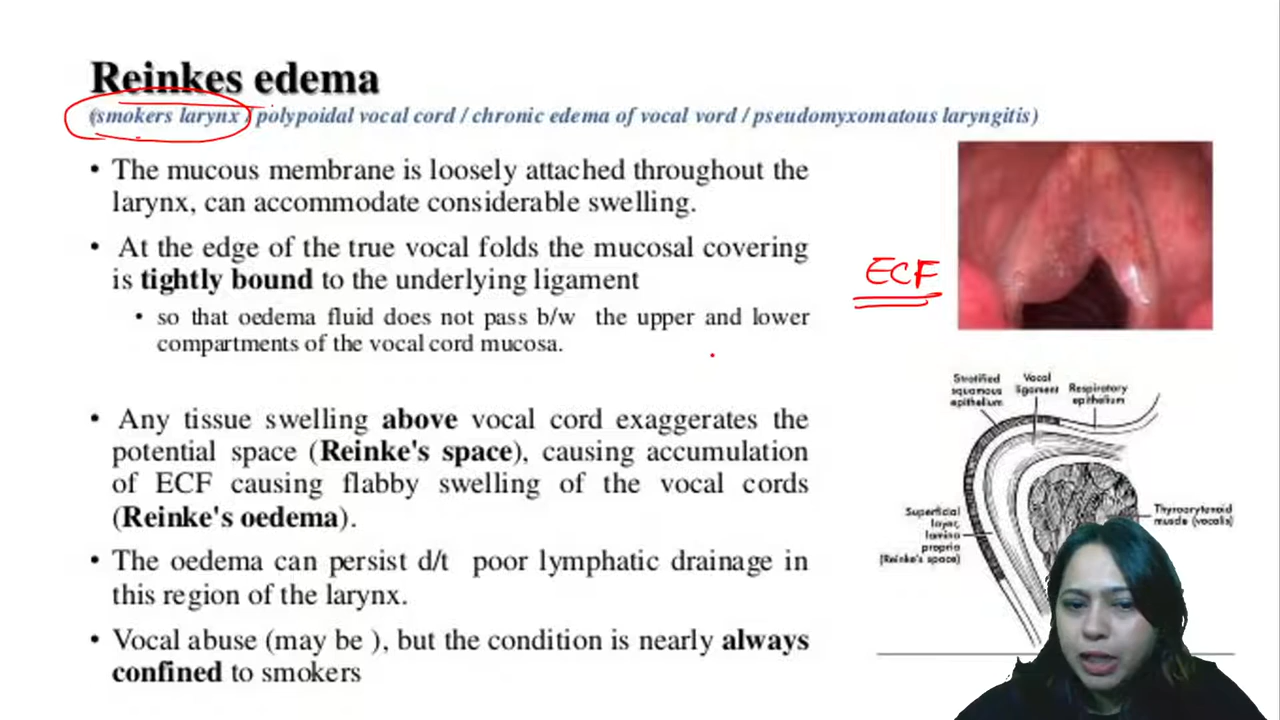 Reinkes edema
(smokers larynx / polypoidal vocal cord / chronic edema of vocal vord / pseudomyxomatous laryngitis)
• The mucous membrane is loosely attached throughout the
larynx, can accommodate considerable swelling.
• At the edge of the true vocal folds the mucosal covering
is tightly bound to the underlying ligament
• so that oedema fluid does not pass b/w the upper and lower
compartments of the vocal cord mucosa.
• Any tissue swelling above vocal cord exaggerates the
potential space (Reinke's space), causing accumulation
of ECF causing flabby swelling of the vocal cords
(Reinke's oedema).
• The oedema can persist d/t poor lymphatic drainage in
this region of the larynx.
• Vocal abuse (may be ), but the condition is nearly always
confined to smokers
ECF
Stratified
squamous
epithelium
Vocal
ligament
Respiratory
epithelium
Superficial
layer,
lamina
propria
(Reinke's space)
Thyroarytenoid
muscle (vocalis)